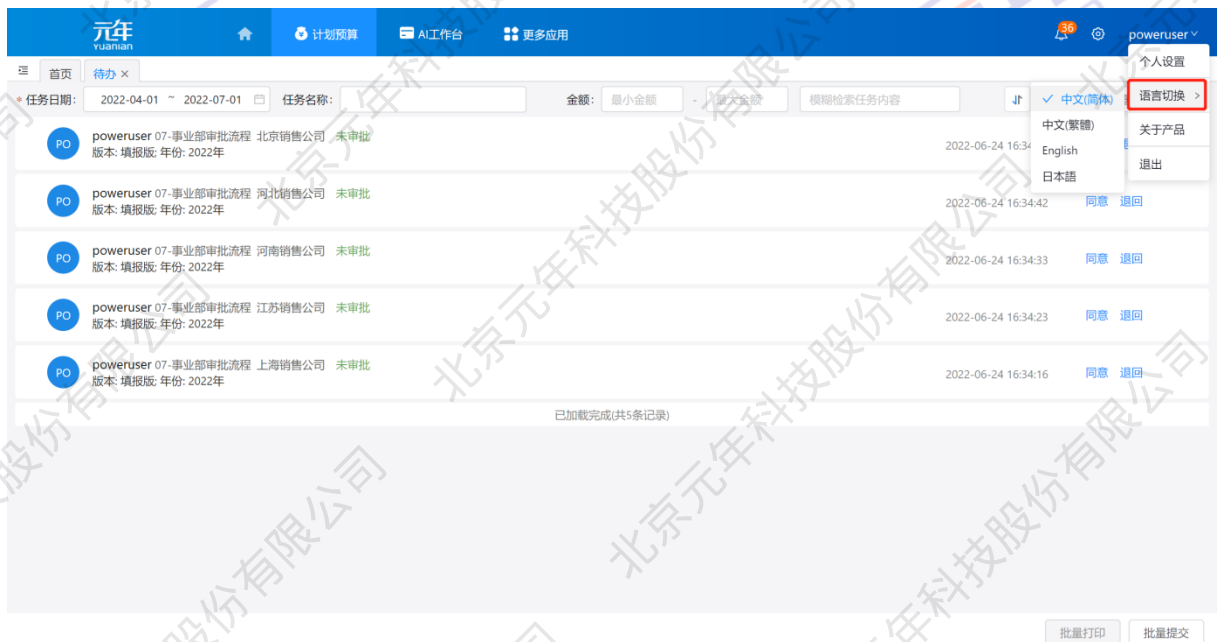 元年
Yuanian
计划预算
AI工作台
更多应用
36
poweruser
首页
待办 ×
个人设置
语言切换 >
关于产品
退出
* 任务日期: 2022-04-01 ~ 2022-07-01 任务名称: 金额: 最小金额 - 最大金额 模糊检索任务内容
✓ 中文(简体)
中文(繁體)
English
日本語
PO
poweruser 07-事业部审批流程 北京销售公司 未审批
版本: 填报版; 年份: 2022年
2022-06-24 16:34
PO
poweruser 07-事业部审批流程 河北销售公司 未审批
版本: 填报版; 年份: 2022年
2022-06-24 16:34:42 同意 退回
PO
poweruser 07-事业部审批流程 河南销售公司 未审批
版本: 填报版; 年份: 2022年
2022-06-24 16:34:33 同意 退回
PO
poweruser 07-事业部审批流程 江苏销售公司 未审批
版本: 填报版; 年份: 2022年
2022-06-24 16:34:23 同意 退回
PO
poweruser 07-事业部审批流程 上海销售公司 未审批
版本: 填报版; 年份: 2022年
2022-06-24 16:34:16 同意 退回
已加载完成(共5条记录)
批量打印 批量提交
北京元年科技股份有限公司